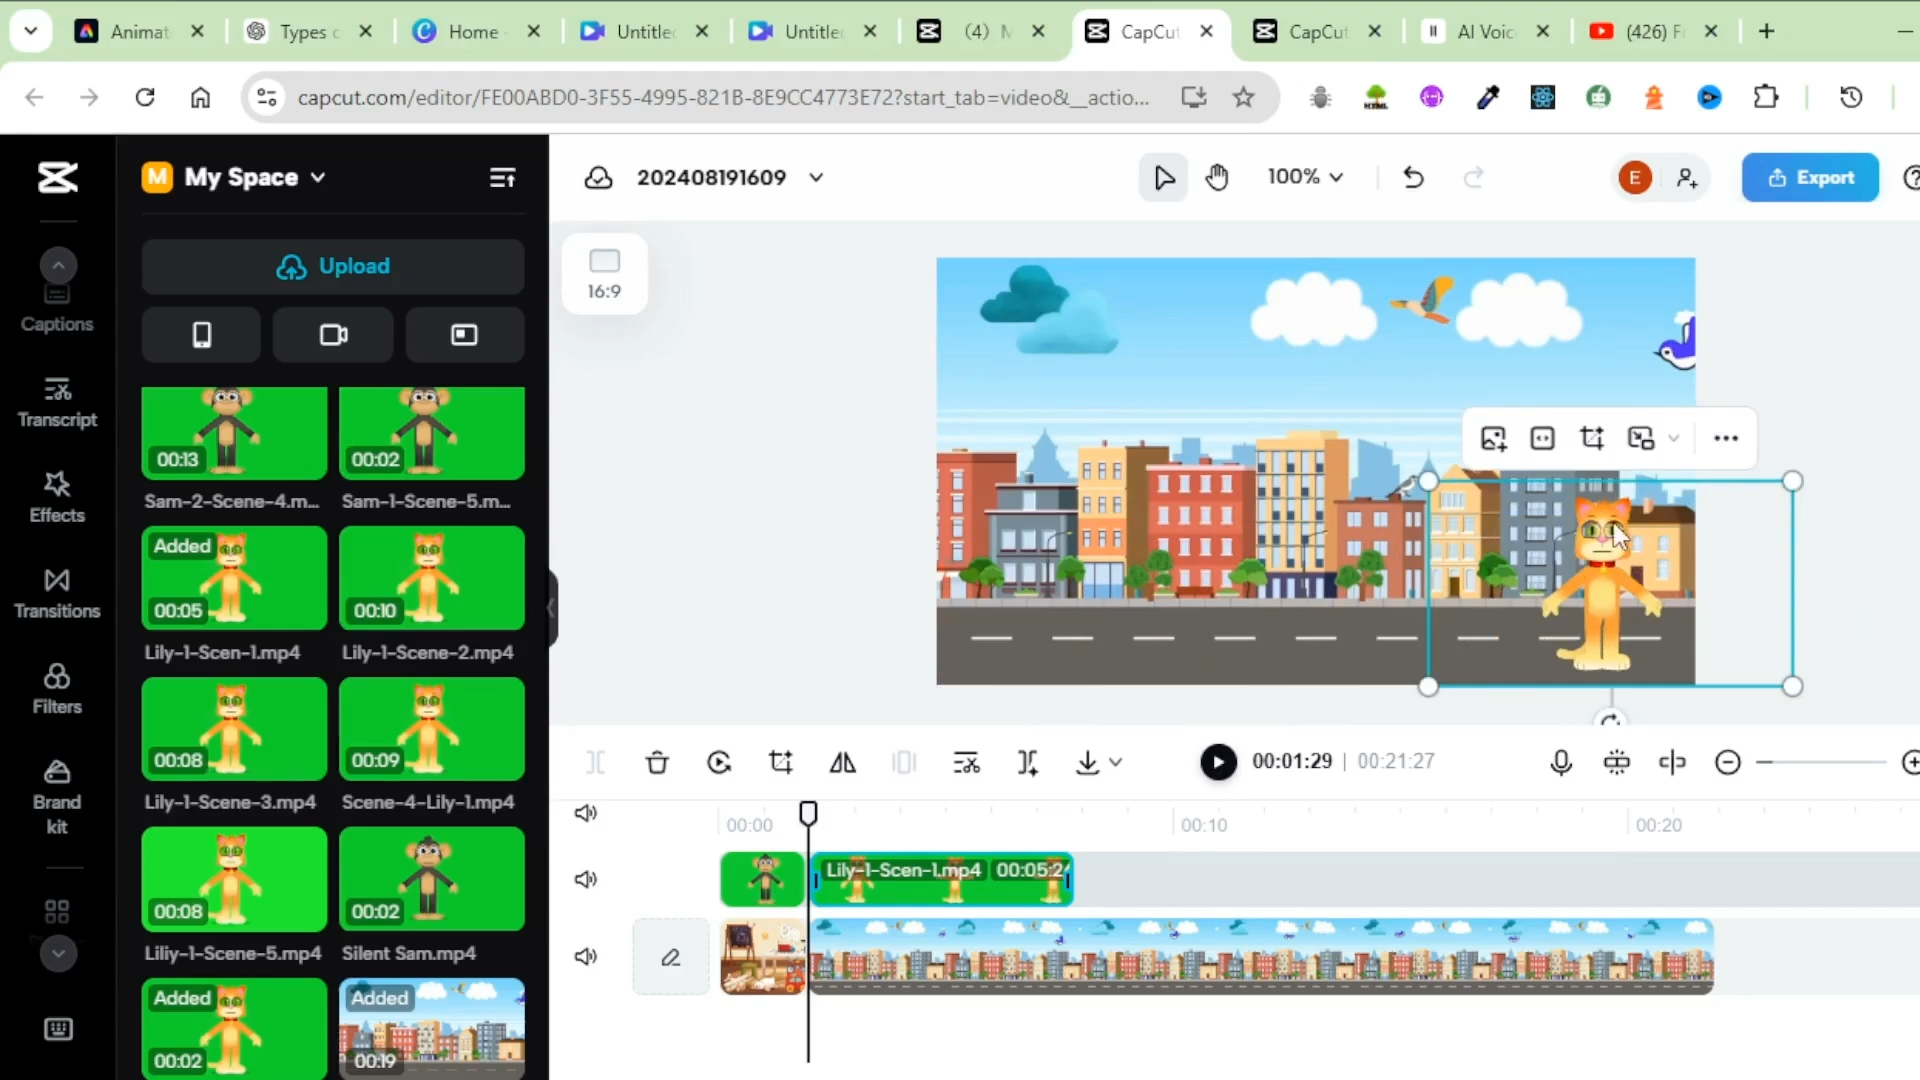 Animat
Types c
Home
Untitle
Untitle
(4) M
CapCut
CapCut
AI Voic
(426) F
capcut.com/editor/FE00ABD0-3F55-4995-821B-8E9CC4773E72?start_tab=video&__actio...
M My Space
202408191609
100%
E
Export
Upload
16:9
Captions
Transcript
Effects
Transitions
Filters
Brand
kit
00:13
00:02
Sam-2-Scene-4.m...
Sam-1-Scene-5.m...
Added
00:05
00:10
Lily-1-Scen-1.mp4
Lily-1-Scene-2.mp4
00:08
00:09
Lily-1-Scene-3.mp4
Scene-4-Lily-1.mp4
00:08
00:02
Liliy-1-Scene-5.mp4
Silent Sam.mp4
Added
Added
00:02
00:19
00:01:29 | 00:21:27
00:00
00:10
00:20
Lily-1-Scen-1.mp4 00:05:2